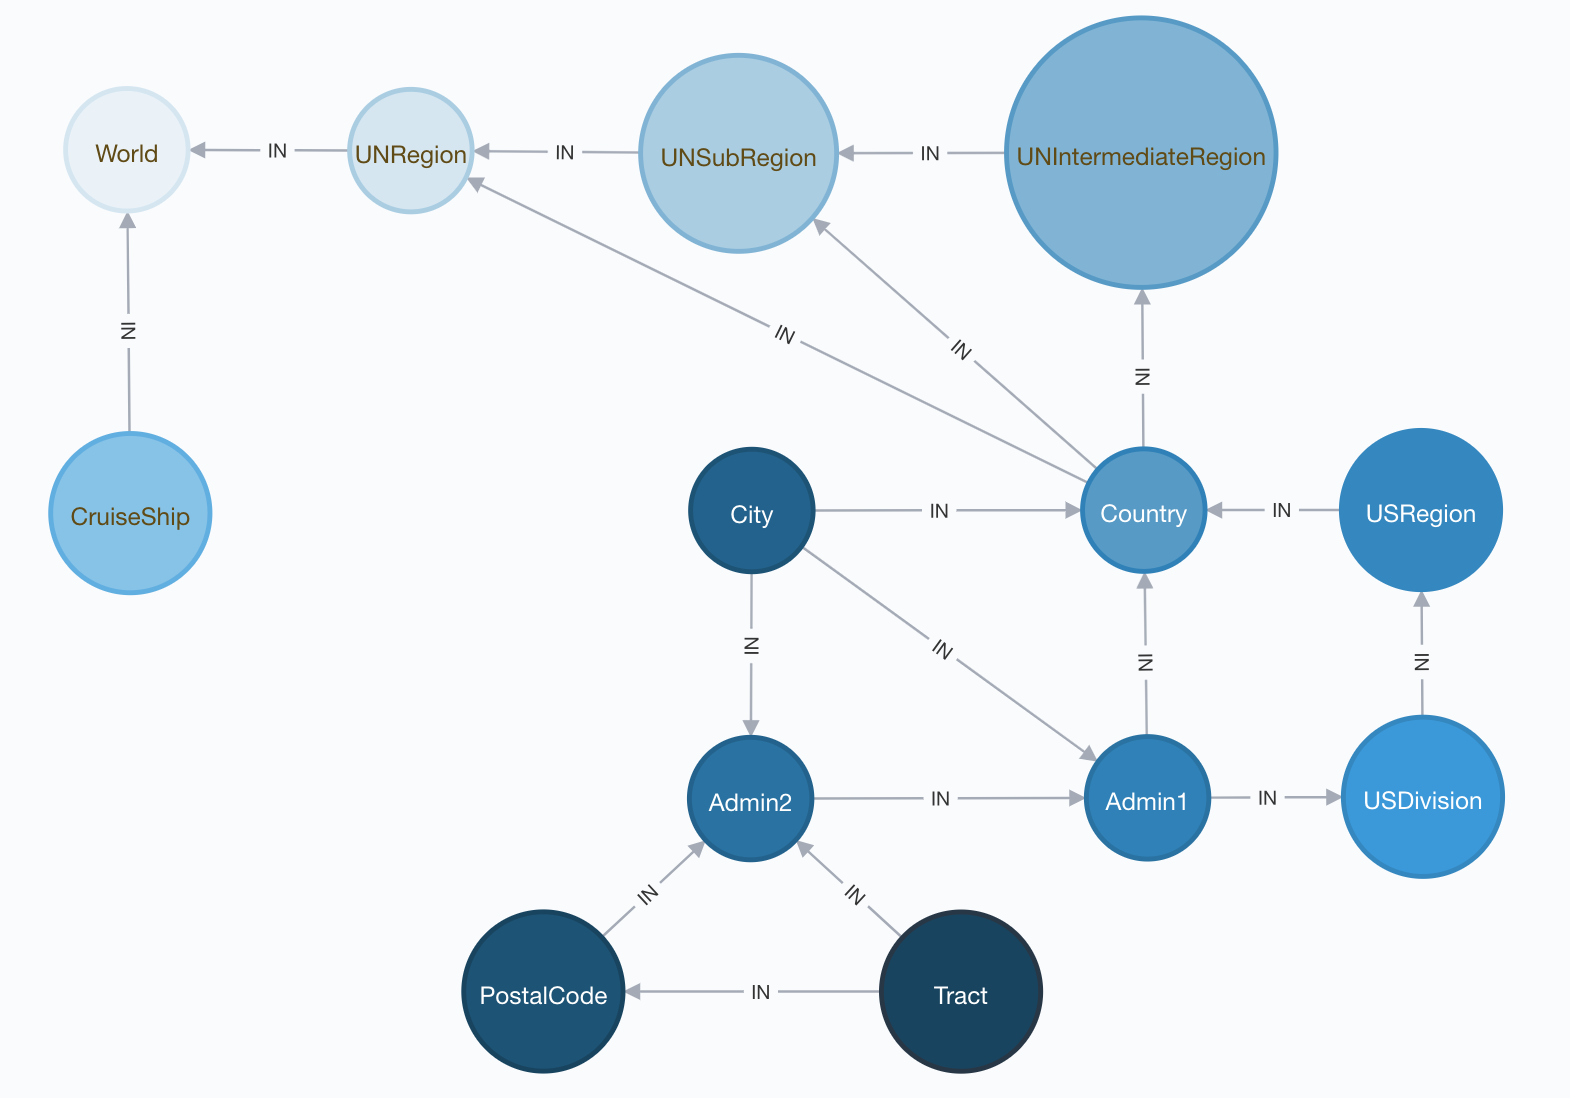 World
IN
UNRegion
IN
UNSubRegion
IN
UNIntermediateRegion
IN
IN
IN
IN
CruiseShip
City
IN
Country
IN
USRegion
IN
IN
IN
IN
Admin2
IN
Admin1
IN
USDivision
IN
IN
PostalCode
IN
Tract